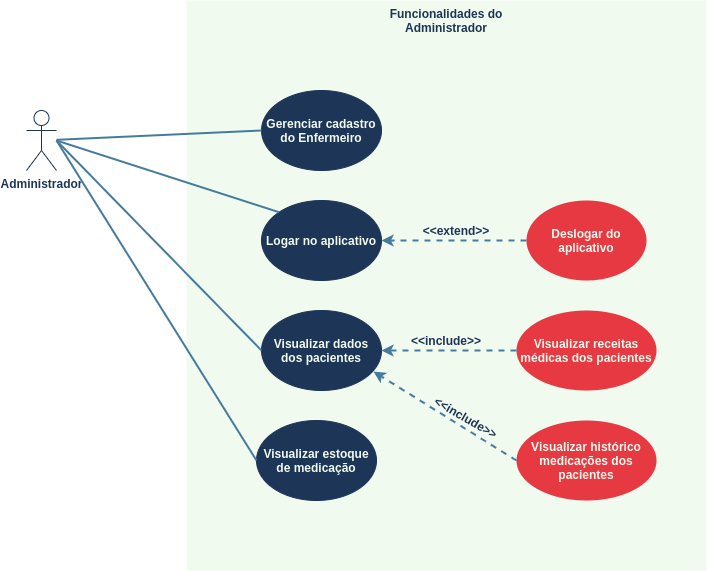 Funcionalidades do
Administrador
Administrador
Gerenciar cadastro
do Enfermeiro
Logar no aplicativo
<<extend>>
Deslogar do
aplicativo
Visualizar dados
dos pacientes
<<include>>
Visualizar receitas
médicas dos pacientes
<<include>>
Visualizar estoque
de medicação
Visualizar histórico
medicações dos
pacientes